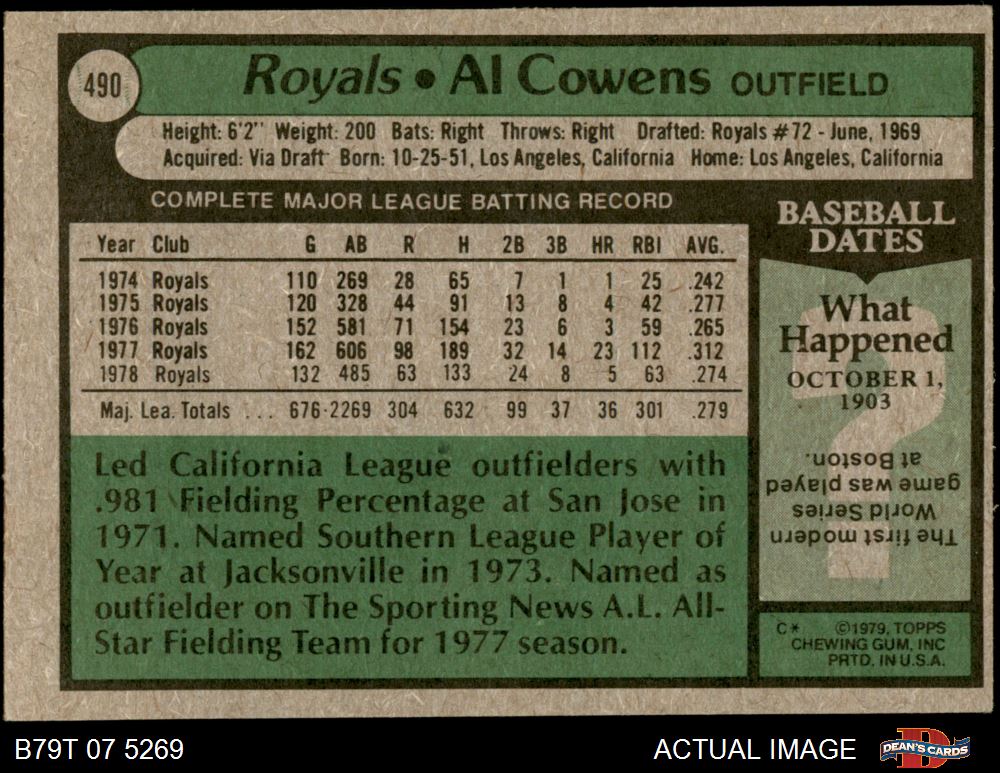 490
Royals • Al Cowens OUTFIELD
Height: 6'2" Weight: 200 Bats: Right Throws: Right Drafted: Royals #72 - June, 1969
Acquired: Via Draft Born: 10-25-51, Los Angeles, California Home: Los Angeles, California
COMPLETE MAJOR LEAGUE BATTING RECORD
Year Club G AB R H 2B 3B HR RBI AVG.
1974 Royals 110 269 28 65 7 1 1 25 .242
1975 Royals 120 328 44 91 13 8 4 42 .277
1976 Royals 152 581 71 154 23 6 3 59 .265
1977 Royals 162 606 98 189 32 14 23 112 .312
1978 Royals 132 485 63 133 24 8 5 63 .274
Maj. Lea. Totals ... 676-2269 304 632 99 37 36 301 .279
Led California League outfielders with
.981 Fielding Percentage at San Jose in
1971. Named Southern League Player of
Year at Jacksonville in 1973. Named as
outfielder on The Sporting News A.L. All-
Star Fielding Team for 1977 season.
BASEBALL
DATES
What
Happened
OCTOBER 1,
1903
The first modern
World Series
game was played
at Boston.
C* ©1979, TOPPS
CHEWING GUM, INC
PRTD. IN U.S.A.
B79T 07 5269
ACTUAL IMAGE
DEAN'S CARDS